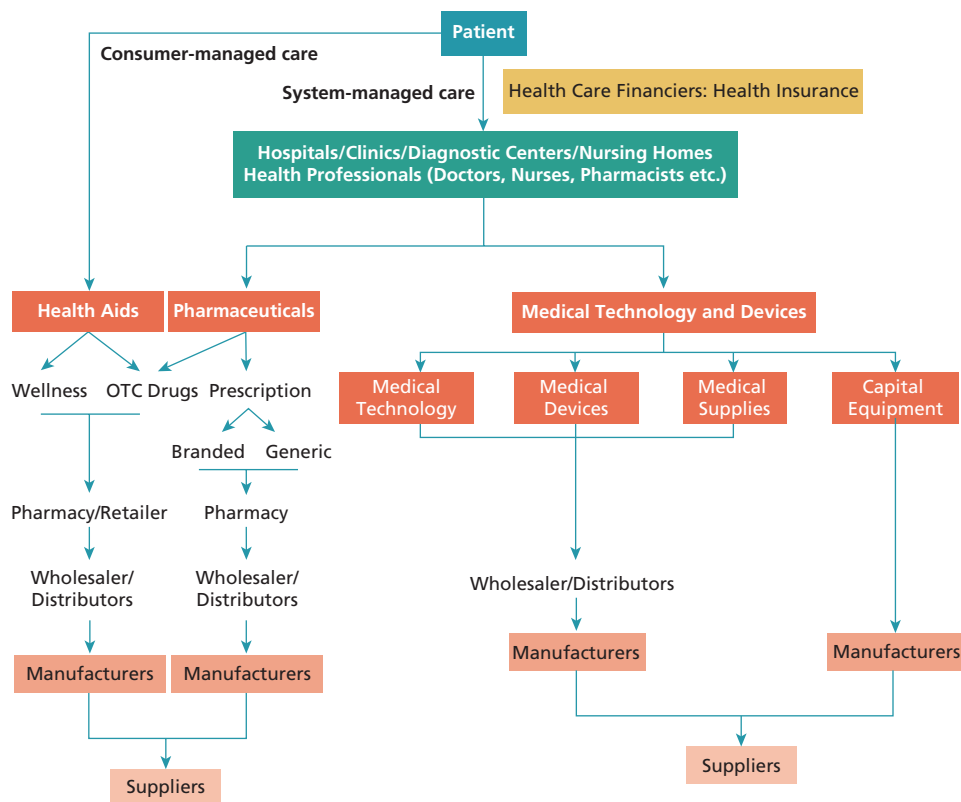 Patient
Consumer-managed care
System-managed care
Health Care Financiers: Health Insurance
Hospitals/Clinics/Diagnostic Centers/Nursing Homes
Health Professionals (Doctors, Nurses, Pharmacists etc.)
Health Aids
Pharmaceuticals
Medical Technology and Devices
Wellness
OTC Drugs
Prescription
Medical
Technology
Medical
Devices
Medical
Supplies
Capital
Equipment
Branded
Generic
Pharmacy/Retailer
Pharmacy
Wholesaler/
Distributors
Wholesaler/
Distributors
Wholesaler/Distributors
Manufacturers
Manufacturers
Manufacturers
Manufacturers
Suppliers
Suppliers